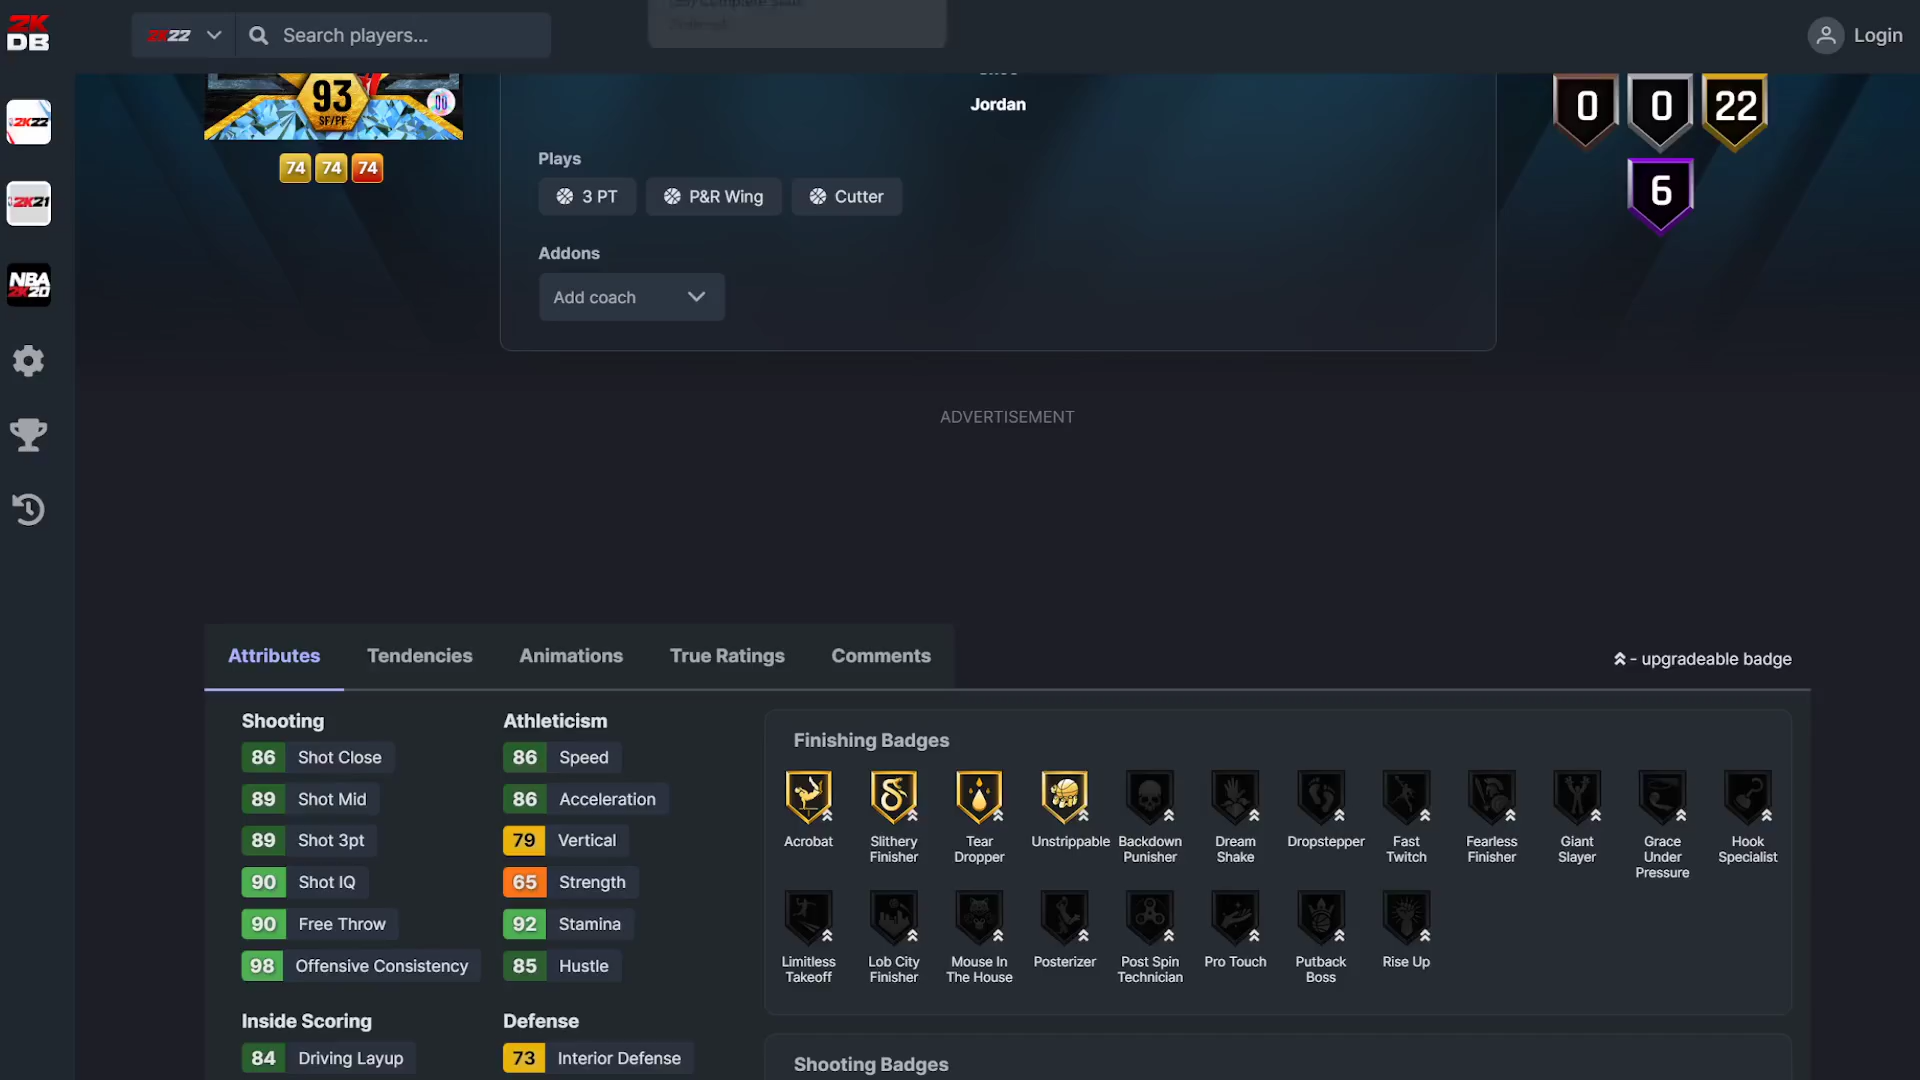 2K
DB
2K22
Search players...
Login
2K22
2K21
NBA
2K20
93
SF/PF
74 74 74
Jordan
Plays
3 PT
P&R Wing
Cutter
Addons
Add coach
0 0 22
6
ADVERTISEMENT
Attributes
Tendencies
Animations
True Ratings
Comments
- upgradeable badge
Shooting
86 Shot Close
89 Shot Mid
89 Shot 3pt
90 Shot IQ
90 Free Throw
98 Offensive Consistency
Inside Scoring
84 Driving Layup
Athleticism
86 Speed
86 Acceleration
79 Vertical
65 Strength
92 Stamina
85 Hustle
Defense
73 Interior Defense
Finishing Badges
Acrobat
Slithery
Finisher
Tear
Dropper
Unstrippable
Backdown
Punisher
Dream
Shake
Dropstepper
Fast
Twitch
Fearless
Finisher
Giant
Slayer
Grace
Under
Pressure
Hook
Specialist
Limitless
Takeoff
Lob City
Finisher
Mouse In
The House
Posterizer
Post Spin
Technician
Pro Touch
Putback
Boss
Rise Up
Shooting Badges